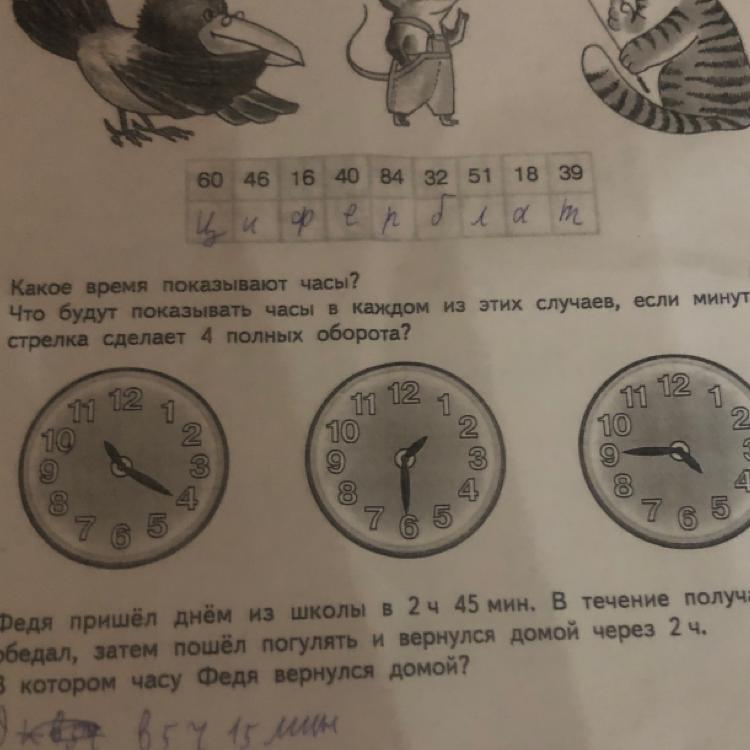 60 46 16 40 84 32 51 18 39
ц и ф е р б л а т
Какое время показывают часы?
Что будут показывать часы в каждом из этих случаев, если минут
стрелка сделает 4 полных оборота?
12 1 2 3 4 5 6 7 8 9 10 11
12 1 2 3 4 5 6 7 8 9 10 11
12 1 2 3 4 5 6 7 8 9 10 11
Федя пришёл днём из школы в 2 ч 45 мин. В течение получа
обедал, затем пошёл погулять и вернулся домой через 2 ч.
В котором часу Федя вернулся домой?
в 5 ч 15 мин